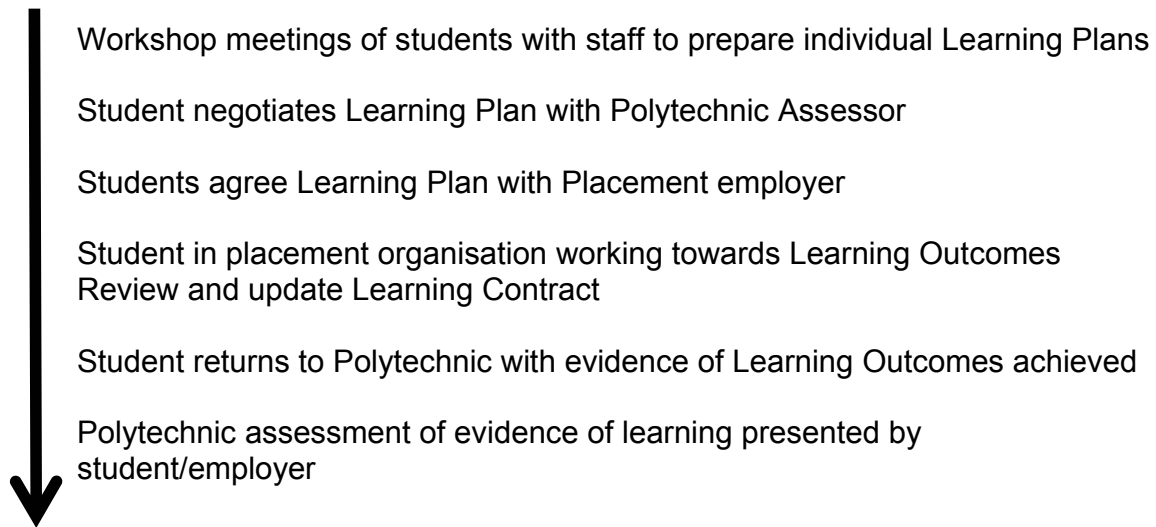 Workshop meetings of students with staff to prepare individual Learning Plans
Student negotiates Learning Plan with Polytechnic Assessor
Students agree Learning Plan with Placement employer
Student in placement organisation working towards Learning Outcomes
Review and update Learning Contract
Student returns to Polytechnic with evidence of Learning Outcomes achieved
Polytechnic assessment of evidence of learning presented by
student/employer